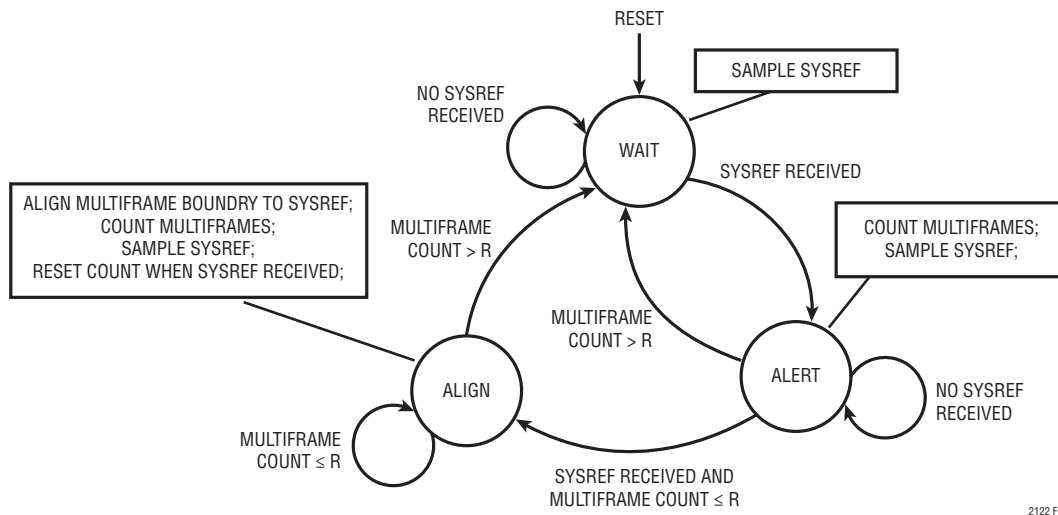 RESET
SAMPLE SYSREF
NO SYSREF
RECEIVED
WAIT
SYSREF RECEIVED
ALIGN MULTIFRAME BOUNDRY TO SYSREF;
COUNT MULTIFRAMES;
SAMPLE SYSREF;
RESET COUNT WHEN SYSREF RECEIVED;
MULTIFRAME
COUNT > R
COUNT MULTIFRAMES;
SAMPLE SYSREF;
MULTIFRAME
COUNT > R
ALIGN
ALERT
NO SYSREF
RECEIVED
MULTIFRAME
COUNT ≤ R
SYSREF RECEIVED AND
MULTIFRAME COUNT ≤ R
2122 F